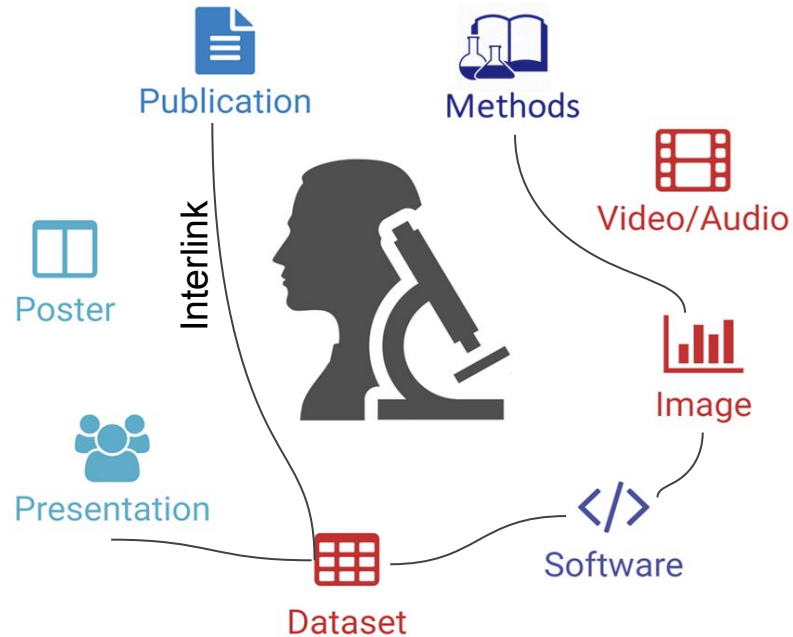 Publication
Methods
Video/Audio
Interlink
Poster
Image
Presentation
Software
Dataset